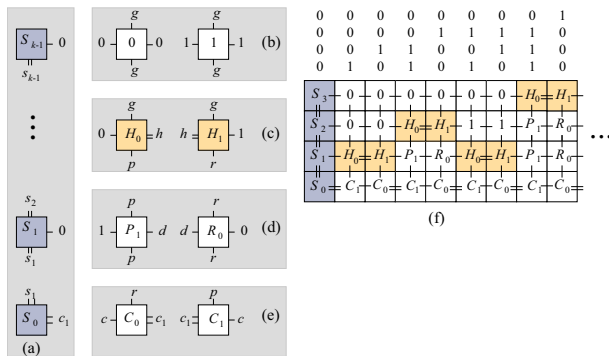 g g
S_{k-1} 0 0 0 0 1 1 1 (b)
s_{k-1} g g
g g
0 H_0 h h H_1 1 (c)
p r
s_2 p r
S_1 0 1 P_1 d d R_0 0 (d)
s_1 p r
s_1 r p
S_0 c_1 c C_0 c_1 c_1 C_1 c (e)
(a)
0 0 0 0 0 0 0 0 1
0 0 0 0 1 1 1 1 0
0 0 1 1 0 0 1 1 0
0 1 0 1 0 1 0 1 0
S_3 0 0 0 0 0 0 H_0 H_1
S_2 0 0 H_0 H_1 1 1 P_1 R_0
S_1 H_0 H_1 P_1 R_0 H_0 H_1 P_1 R_0
S_0 C_1 C_0 C_1 C_0 C_1 C_0 C_1 C_0
(f)